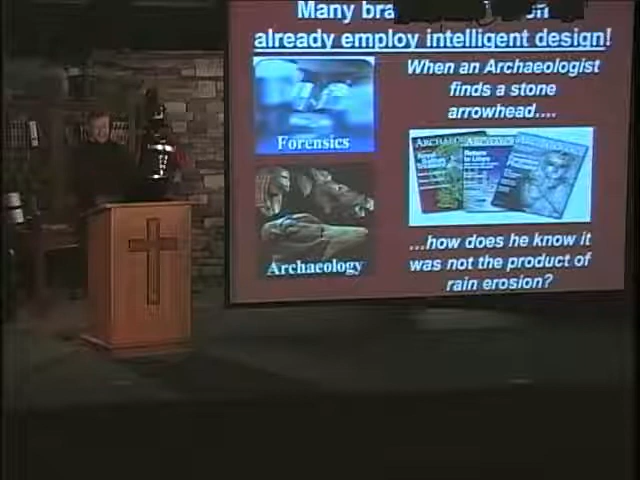 Many
already employ intelligent design!
When an Archaeologist
finds a stone
arrowhead....
Forensics
Archaeology
...how does he know it
was not the product of
rain erosion?